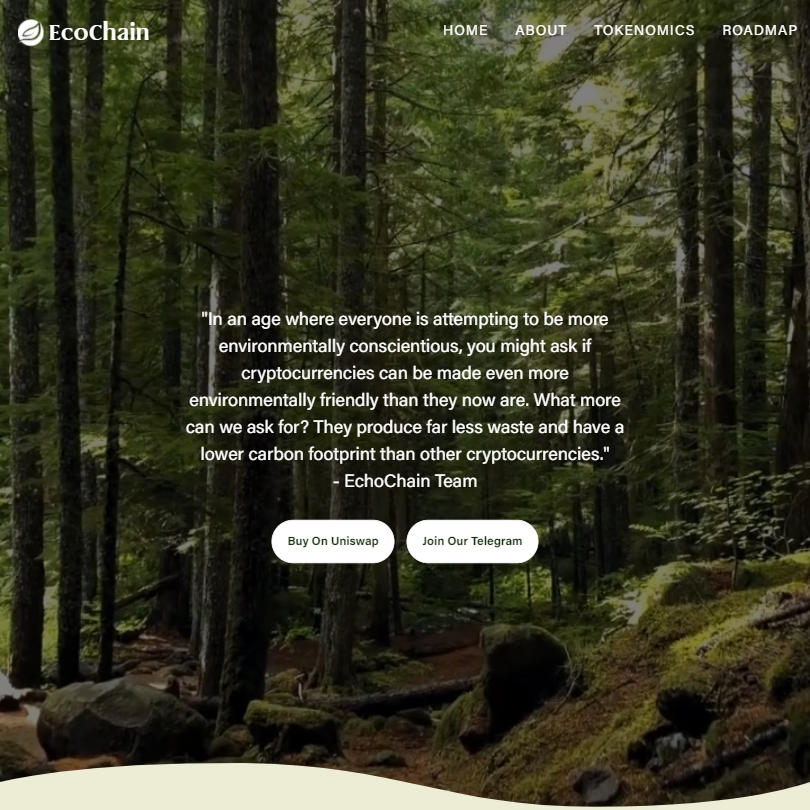 EcoChain
HOME ABOUT TOKENOMICS ROADMAP
"In an age where everyone is attempting to be more
environmentally conscientious, you might ask if
cryptocurrencies can be made even more
environmentally friendly than they now are. What more
can we ask for? They produce far less waste and have a
lower carbon footprint than other cryptocurrencies."
- EchoChain Team
Buy On Uniswap Join Our Telegram